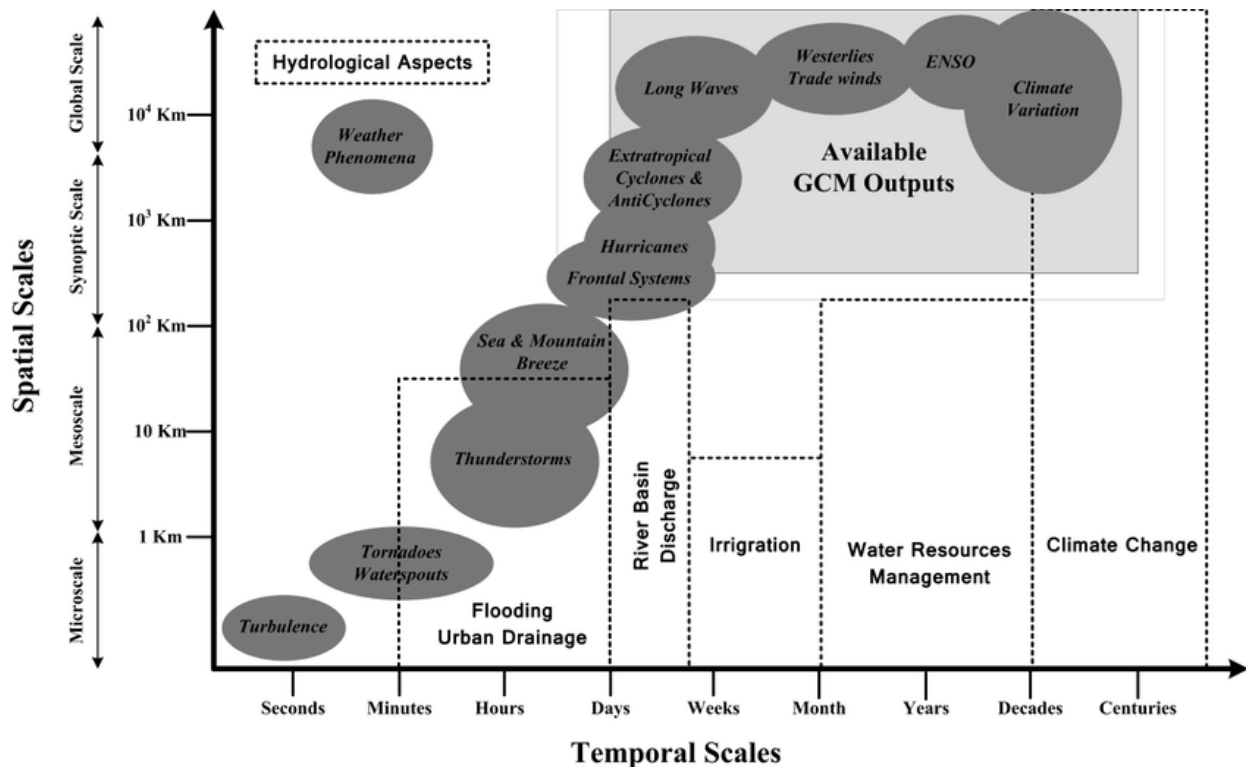 Hydrological Aspects
Weather
Phenomena
Long Waves
Westerlies
Trade winds
ENSO
Climate
Variation
Extratropical
Cyclones &
AntiCyclones
Available
GCM Outputs
Hurricanes
Frontal Systems
Sea & Mountain
Breeze
Thunderstorms
Tornadoes
Waterspouts
Turbulence
Flooding
Urban Drainage
River Basin
Discharge
Irrigration
Water Resources
Management
Climate Change
Spatial Scales
Global Scale
Synoptic Scale
Mesoscale
Microscale
10⁴ Km
10³ Km
10² Km
10 Km
1 Km
Seconds
Minutes
Hours
Days
Weeks
Month
Years
Decades
Centuries
Temporal Scales